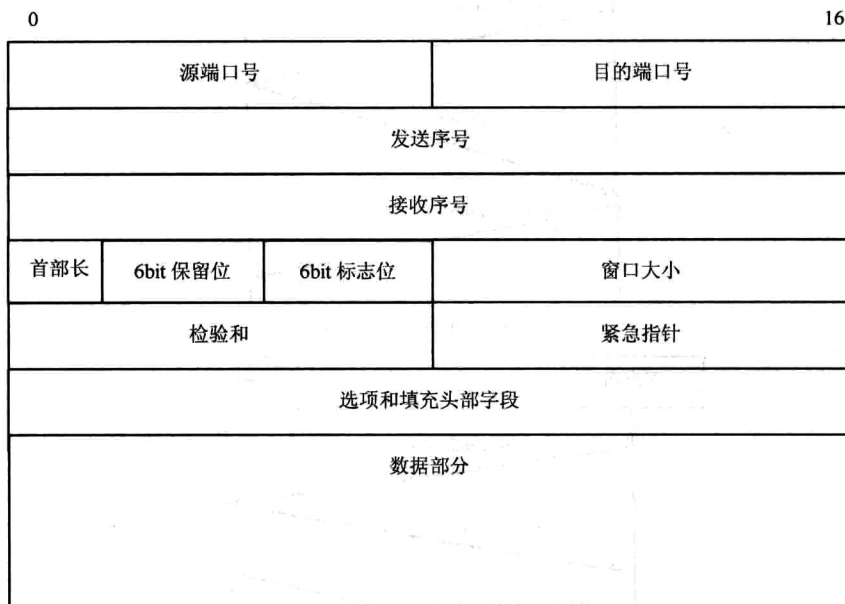 0 16
源端口号 目的端口号
发送序号
接收序号
首部长 6bit 保留位 6bit 标志位 窗口大小
检验和 紧急指针
选项和填充头部字段
数据部分